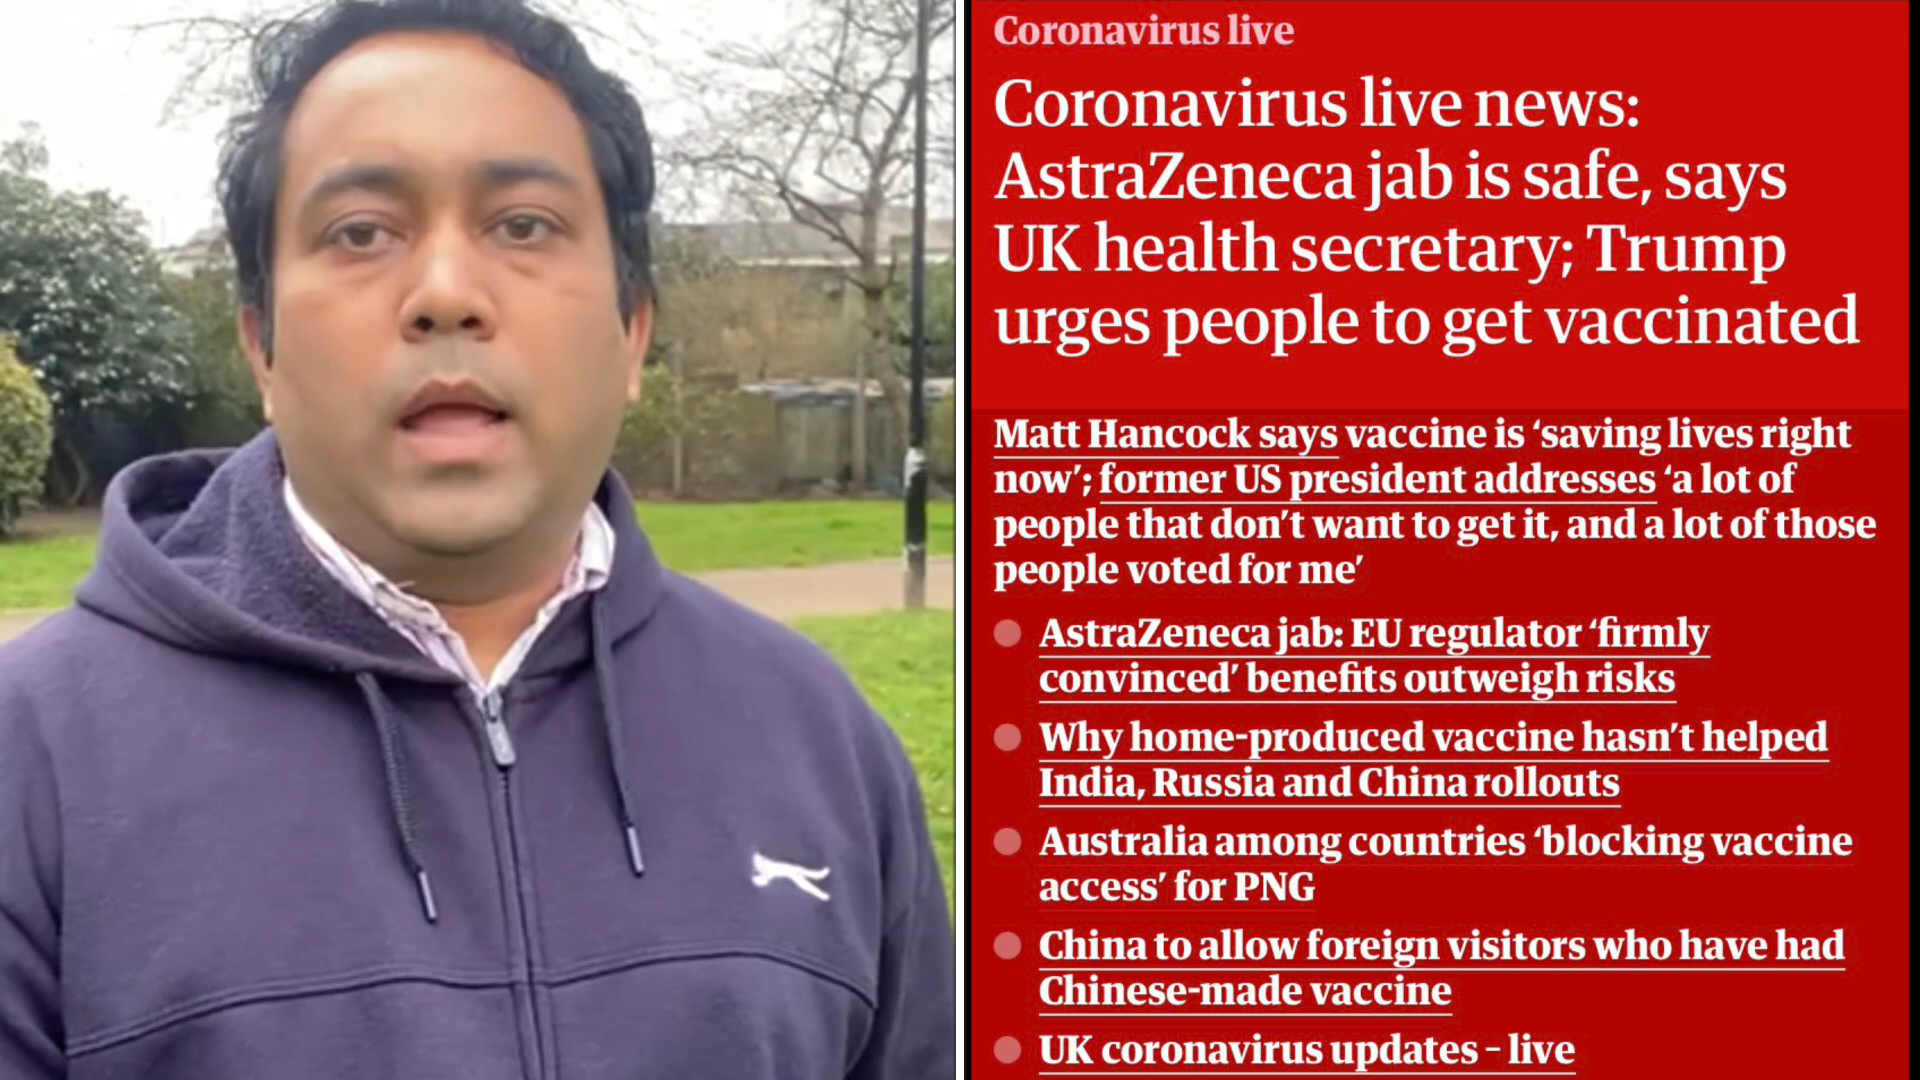 Coronavirus live
Coronavirus live news:
AstraZeneca jab is safe, says
UK health secretary; Trump
urges people to get vaccinated
Matt Hancock says vaccine is ‘saving lives right
now’; former US president addresses ‘a lot of
people that don’t want to get it, and a lot of those
people voted for me’
AstraZeneca jab: EU regulator ‘firmly
convinced’ benefits outweigh risks
Why home-produced vaccine hasn’t helped
India, Russia and China rollouts
Australia among countries ‘blocking vaccine
access’ for PNG
China to allow foreign visitors who have had
Chinese-made vaccine
UK coronavirus updates – live